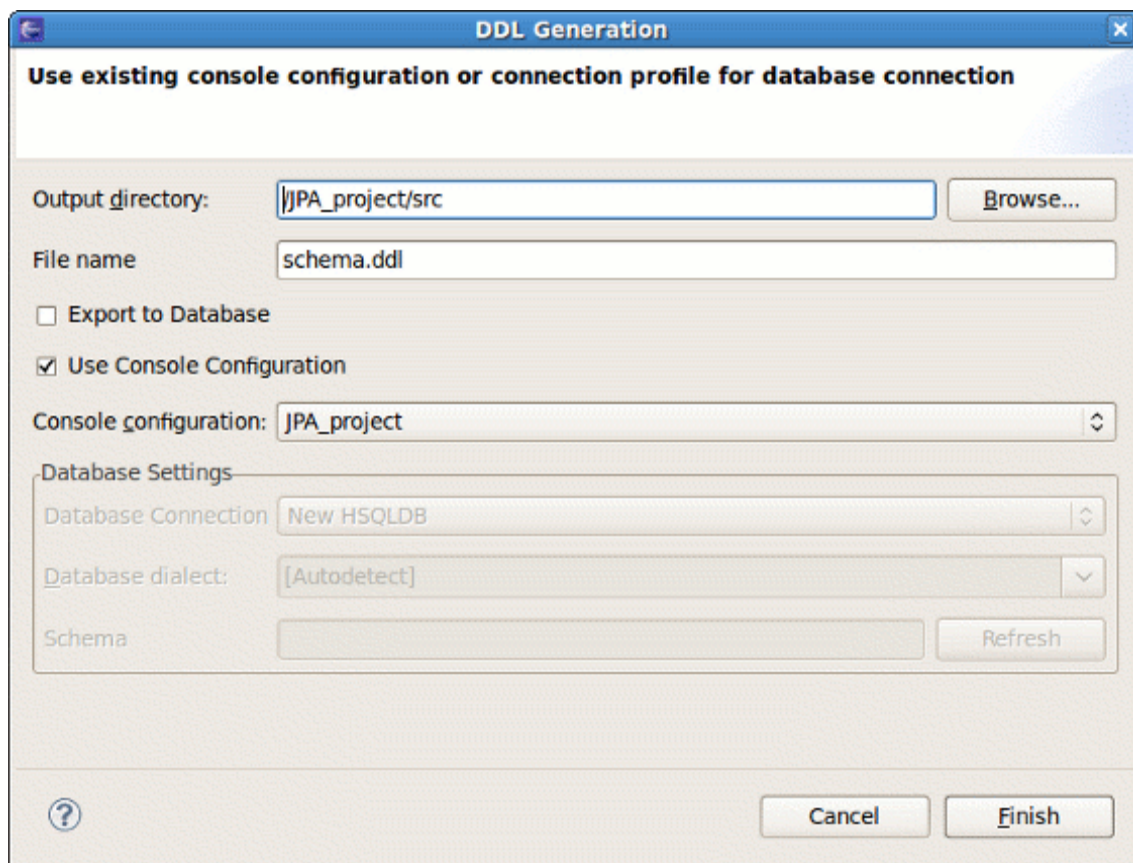 DDL Generation
Use existing console configuration or connection profile for database connection
Output directory: /JPA_project/src Browse...
File name schema.ddl
Export to Database
Use Console Configuration
Console configuration: JPA_project
Database Settings
Database Connection New HSQLDB
Database dialect: [Autodetect]
Schema Refresh
? Cancel Finish